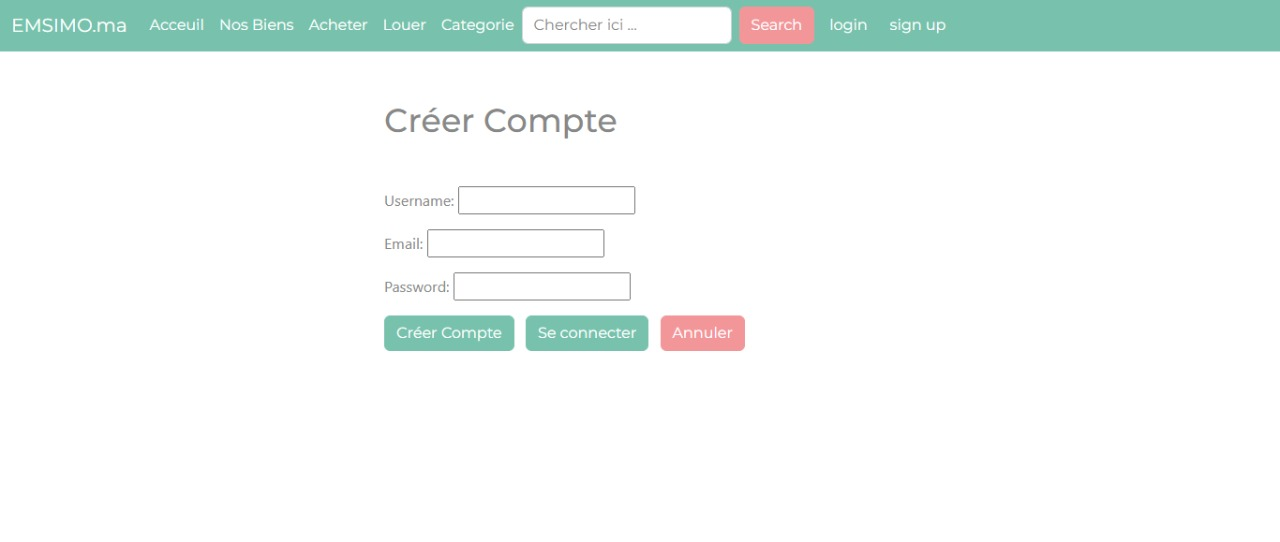 EMSIMO.ma Acceuil Nos Biens Acheter Louer Categorie Chercher ici ... Search login sign up
Créer Compte
Username:
Email:
Password:
Créer Compte Se connecter Annuler